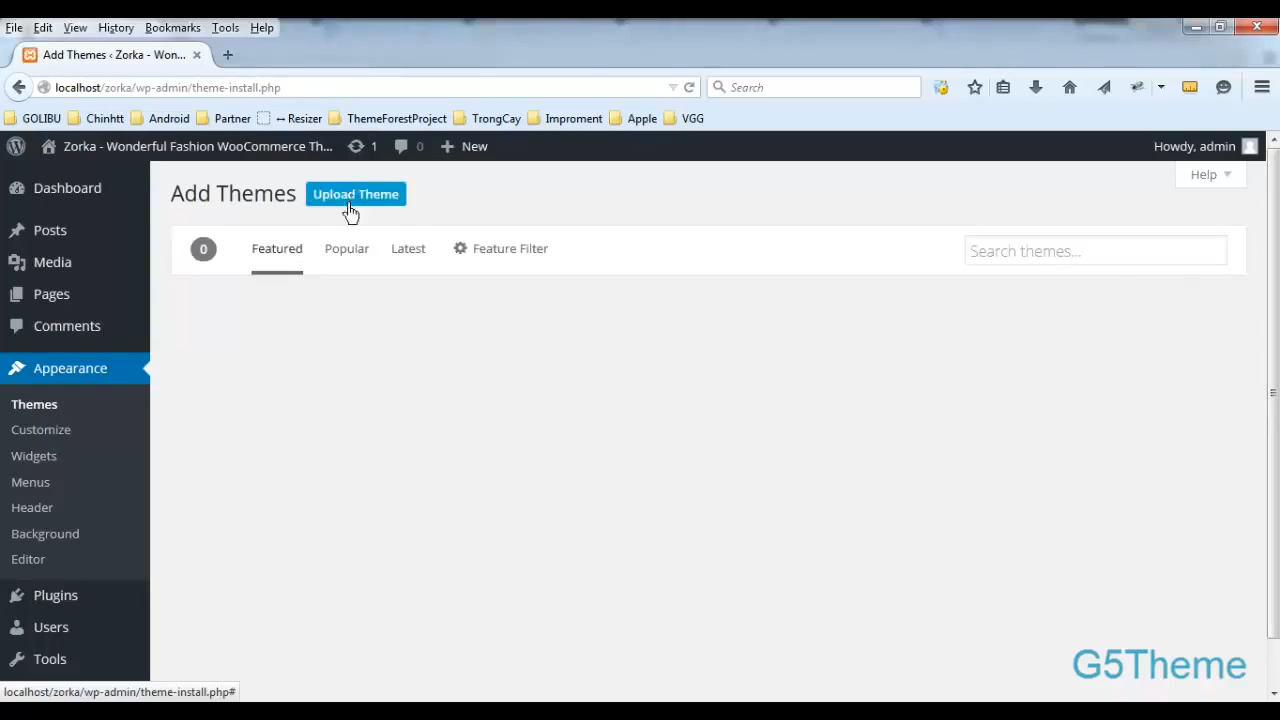 File Edit View History Bookmarks Tools Help
Add Themes ‹ Zorka - Won...
localhost/zorka/wp-admin/theme-install.php
Search
GOLIBU Chinhtt Android Partner ↔ Resizer ThemeForestProject TrongCay Improment Apple VGG
Zorka - Wonderful Fashion WooCommerce Th... 1 0 New Howdy, admin
Dashboard
Posts
Media
Pages
Comments
Appearance
Themes
Customize
Widgets
Menus
Header
Background
Editor
Plugins
Users
Tools
Help
Add Themes Upload Theme
0 Featured Popular Latest Feature Filter Search themes...
G5Theme
localhost/zorka/wp-admin/theme-install.php#